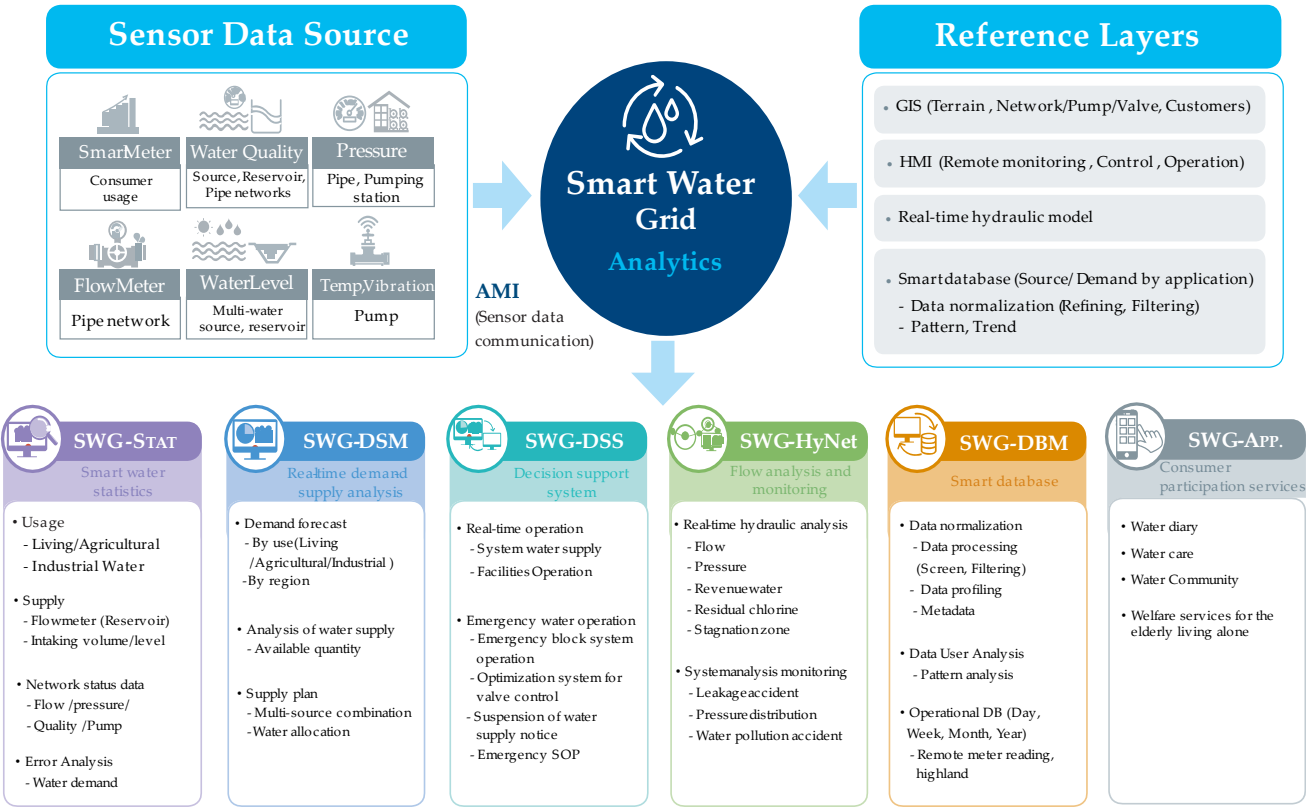 Sensor Data Source
SmarMeter
Consumer
usage
Water Quality
Source, Reservoir,
Pipe networks
Pressure
Pipe, Pumping
station
FlowMeter
Pipe network
WaterLevel
Multi-water
source, reservoir
Temp,Vibration
Pump
AMI
(Sensor data
communication)
Smart Water
Grid
Analytics
Reference Layers
• GIS (Terrain , Network/Pump/Valve, Customers)
• HMI (Remote monitoring , Control , Operation)
• Real-time hydraulic model
• Smart database (Source/ Demand by application)
- Data normalization (Refining, Filtering)
- Pattern, Trend
SWG-STAT
Smart water
statistics
• Usage
- Living/Agricultural
- Industrial Water
• Supply
- Flowmeter (Reservoir)
- Intaking volume/level
• Network status data
- Flow /pressure/
- Quality /Pump
• Error Analysis
- Water demand
SWG-DSM
Real-time demand
supply analysis
• Demand forecast
- By use(Living
/Agricultural/Industrial )
-By region
• Analysis of water supply
- Available quantity
• Supply plan
- Multi-source combination
-Water allocation
SWG-DSS
Decision support
system
• Real-time operation
- System water supply
- Facilities Operation
• Emergency water operation
- Emergency block system
operation
- Optimization system for
valve control
- Suspension of water
supply notice
- Emergency SOP
SWG-HyNet
Flow analysis and
monitoring
• Real-time hydraulic analysis
- Flow
- Pressure
- Revenue water
- Residual chlorine
- Stagnation zone
• System analysis monitoring
- Leakage accident
- Pressure distribution
- Water pollution accident
SWG-DBM
Smart database
• Data normalization
- Data processing
(Screen, Filtering)
- Data profiling
- Metadata
• Data User Analysis
- Pattern analysis
• Operational DB (Day,
Week, Month, Year)
- Remote meter reading,
highland
SWG-APP.
Consumer
participation services
• Water diary
• Water care
• Water Community
• Welfare services for the
elderly living alone